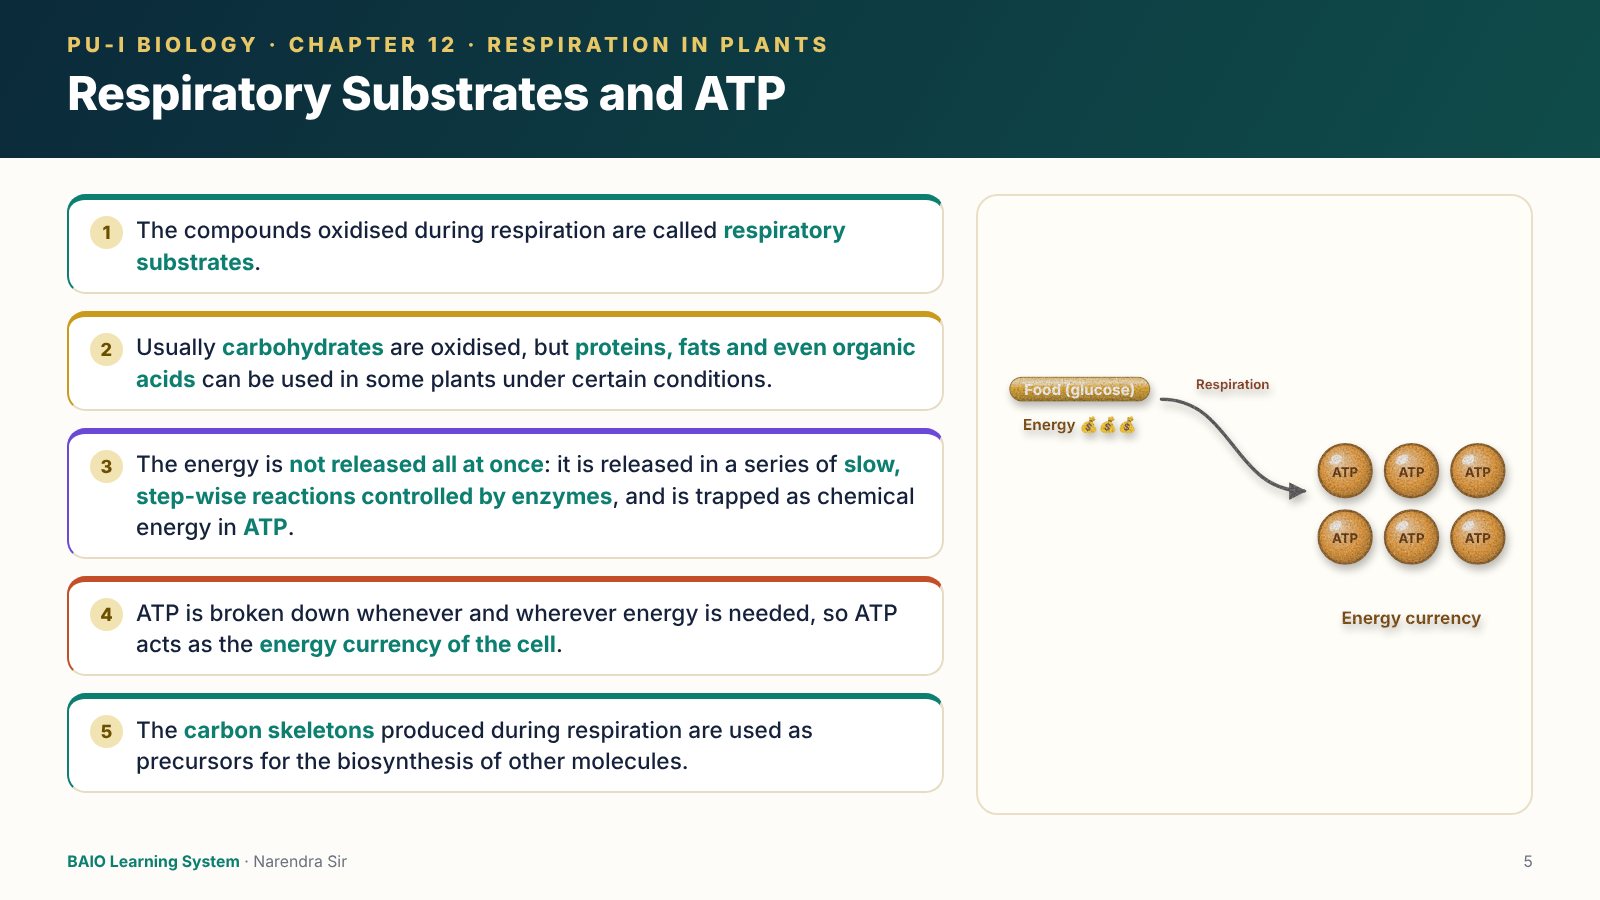 PU-I BIOLOGY · CHAPTER 12 · RESPIRATION IN PLANTS
Respiratory Substrates and ATP
1
The compounds oxidised during respiration are called respiratory
substrates.
2
Usually carbohydrates are oxidised, but proteins, fats and even organic
acids can be used in some plants under certain conditions.
3
The energy is not released all at once: it is released in a series of slow,
step-wise reactions controlled by enzymes, and is trapped as chemical
energy in ATP.
4
ATP is broken down whenever and wherever energy is needed, so ATP
acts as the energy currency of the cell.
5
The carbon skeletons produced during respiration are used as
precursors for the biosynthesis of other molecules.
Food (glucose)
Energy 💰💰💰
Respiration
ATP ATP ATP
ATP ATP ATP
Energy currency
BAIO Learning System · Narendra Sir
5